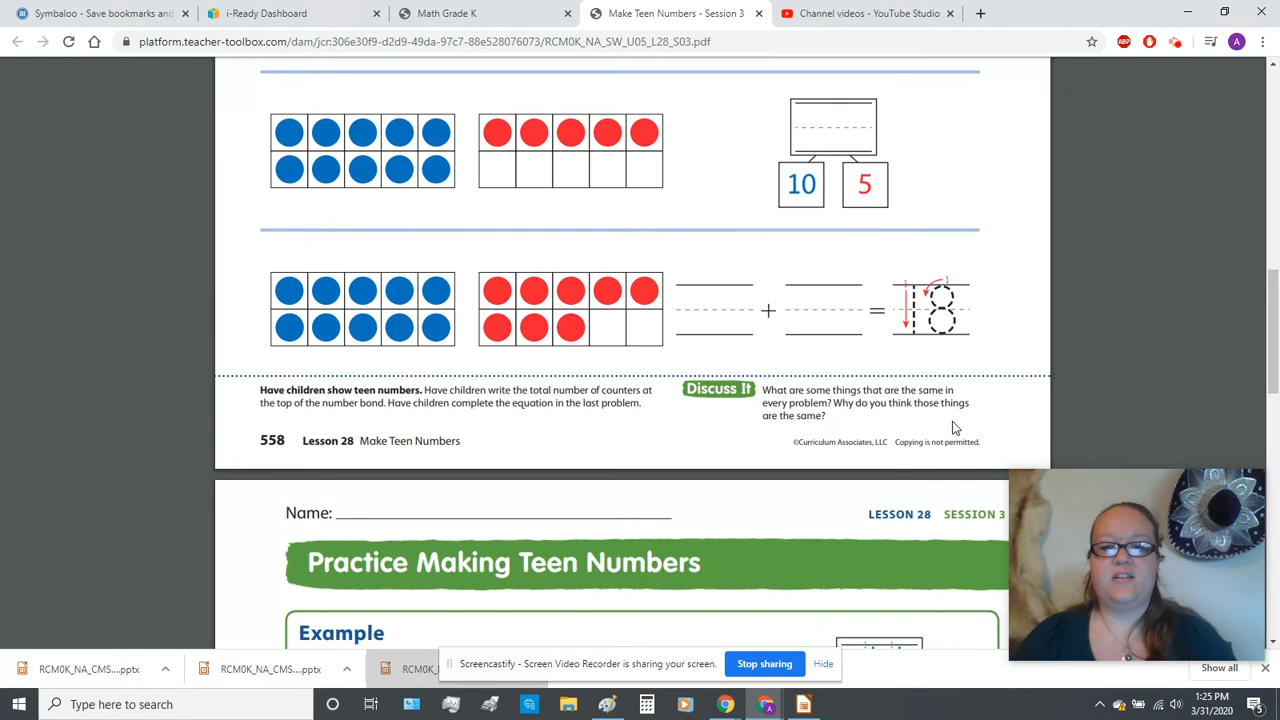 Symbaloo - Save bookmarks and
i-Ready Dashboard
Math Grade K
Make Teen Numbers - Session 3
Channel videos - YouTube Studio
platform.teacher-toolbox.com/dam/jcr:306e30f9-d2d9-49da-97c7-88e528076073/RCM0K_NA_SW_U05_L28_S03.pdf
ABP
A
10 5
+ = 18
1 1
Have children show teen numbers. Have children write the total number of counters at
the top of the number bond. Have children complete the equation in the last problem.
Discuss It
What are some things that are the same in
every problem? Why do you think those things
are the same?
558 Lesson 28 Make Teen Numbers
©Curriculum Associates, LLC Copying is not permitted.
Name:
LESSON 28 SESSION 3
Practice Making Teen Numbers
Example
RCM0K_NA_CMS....pptx
RCM0K_NA_CMS....pptx
RCM0K_
Screencastify - Screen Video Recorder is sharing your screen.
Stop sharing
Hide
Show all
Type here to search
1:25 PM
3/31/2020